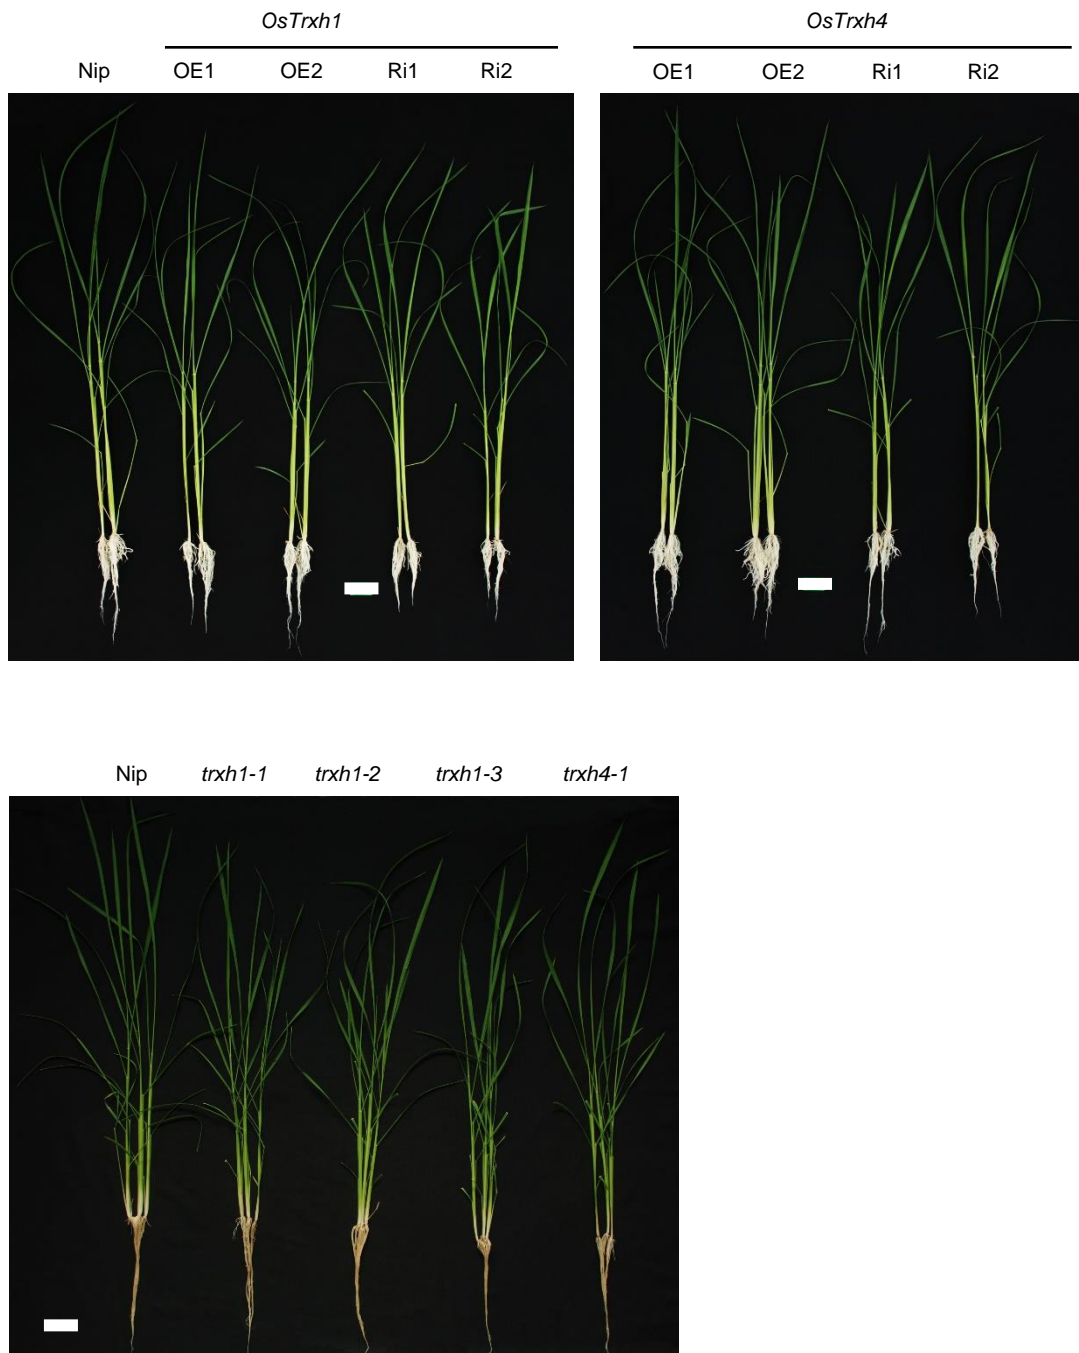 OsTrxh1 OsTrxh4
Nip OE1 OE2 Ri1 Ri2 OE1 OE2 Ri1 Ri2
Nip trxh1-1 trxh1-2 trxh1-3 trxh4-1